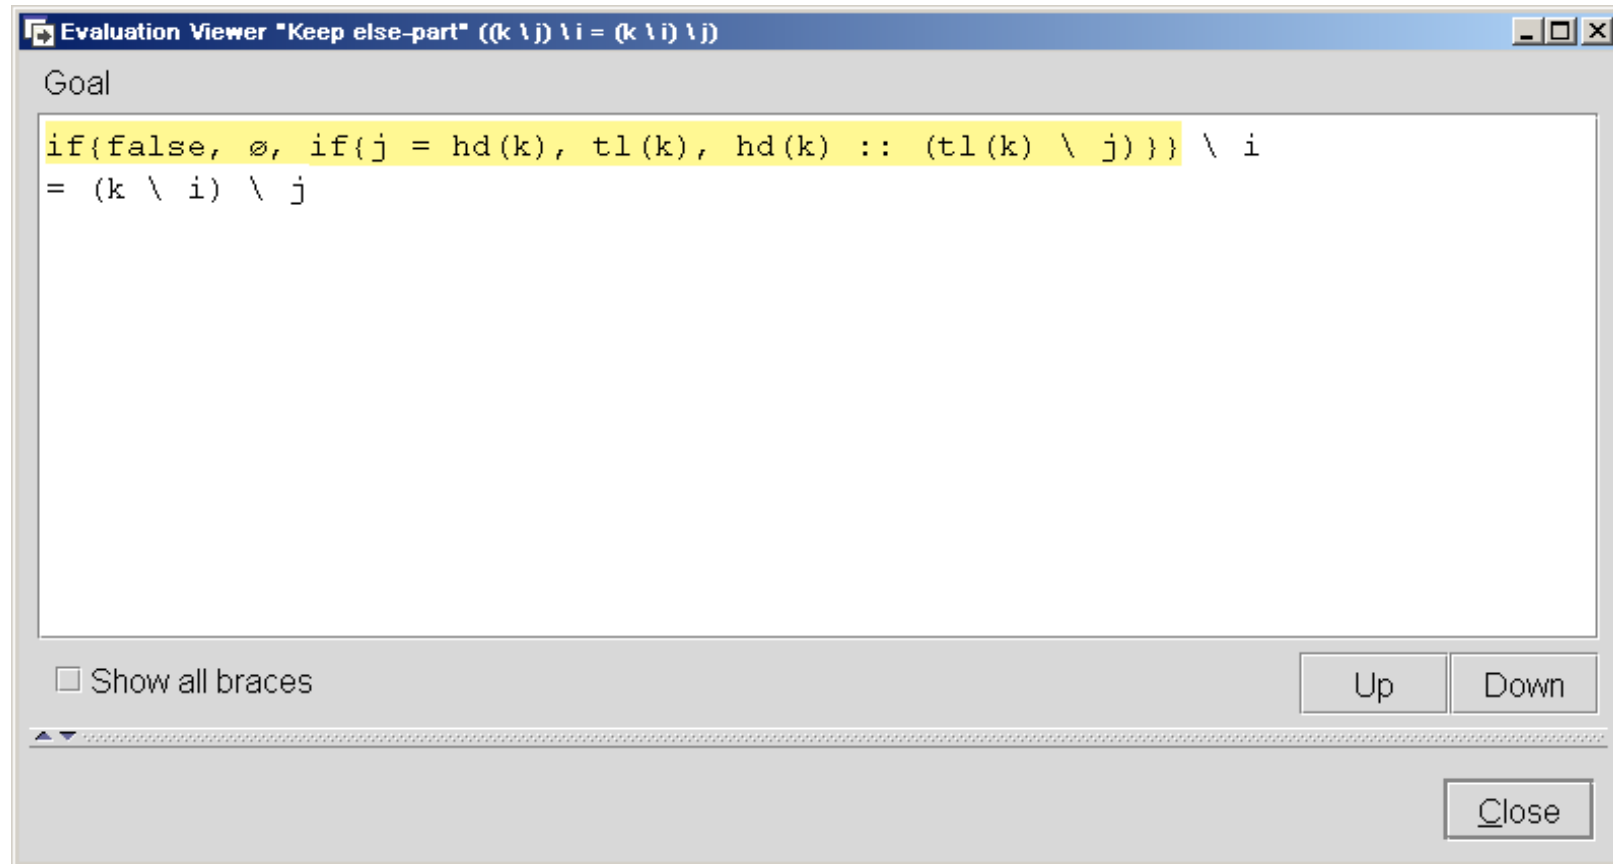 Evaluation Viewer "Keep else-part" ((k \ j) \ i = (k \ i) \ j)
Goal
if{false, ø, if{j = hd(k), tl(k), hd(k) :: (tl(k) \ j)}} \ i
= (k \ i) \ j
Show all braces
Up
Down
Close